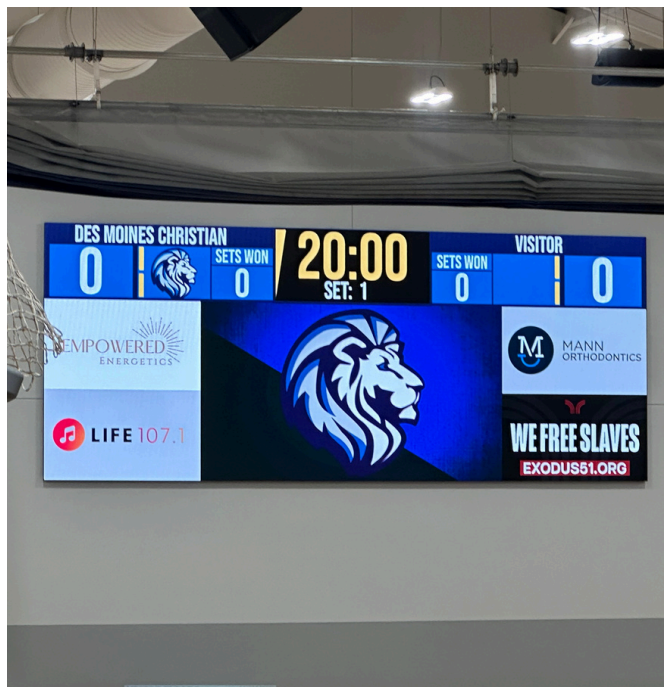 DES MOINES CHRISTIAN
0
SETS WON
0
20:00
SET: 1
VISITOR
SETS WON
0
0
EMPOWERED
ENERGETICS
LIFE 107.1
M
MANN
ORTHODONTICS
WE FREE SLAVES
EXODUS51.ORG